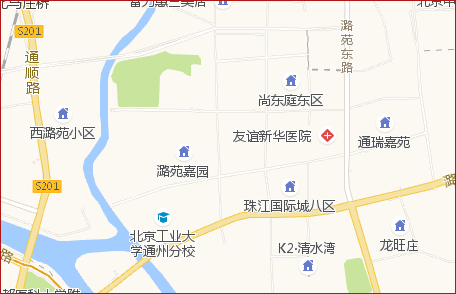 S201
通顺路
潞苑东路
尚东庭东区
西潞苑小区
友谊新华医院
通瑞嘉苑
潞苑嘉园
S201
珠江国际城八区
北京工业大
学通州分校
K2·清水湾
龙旺庄
路